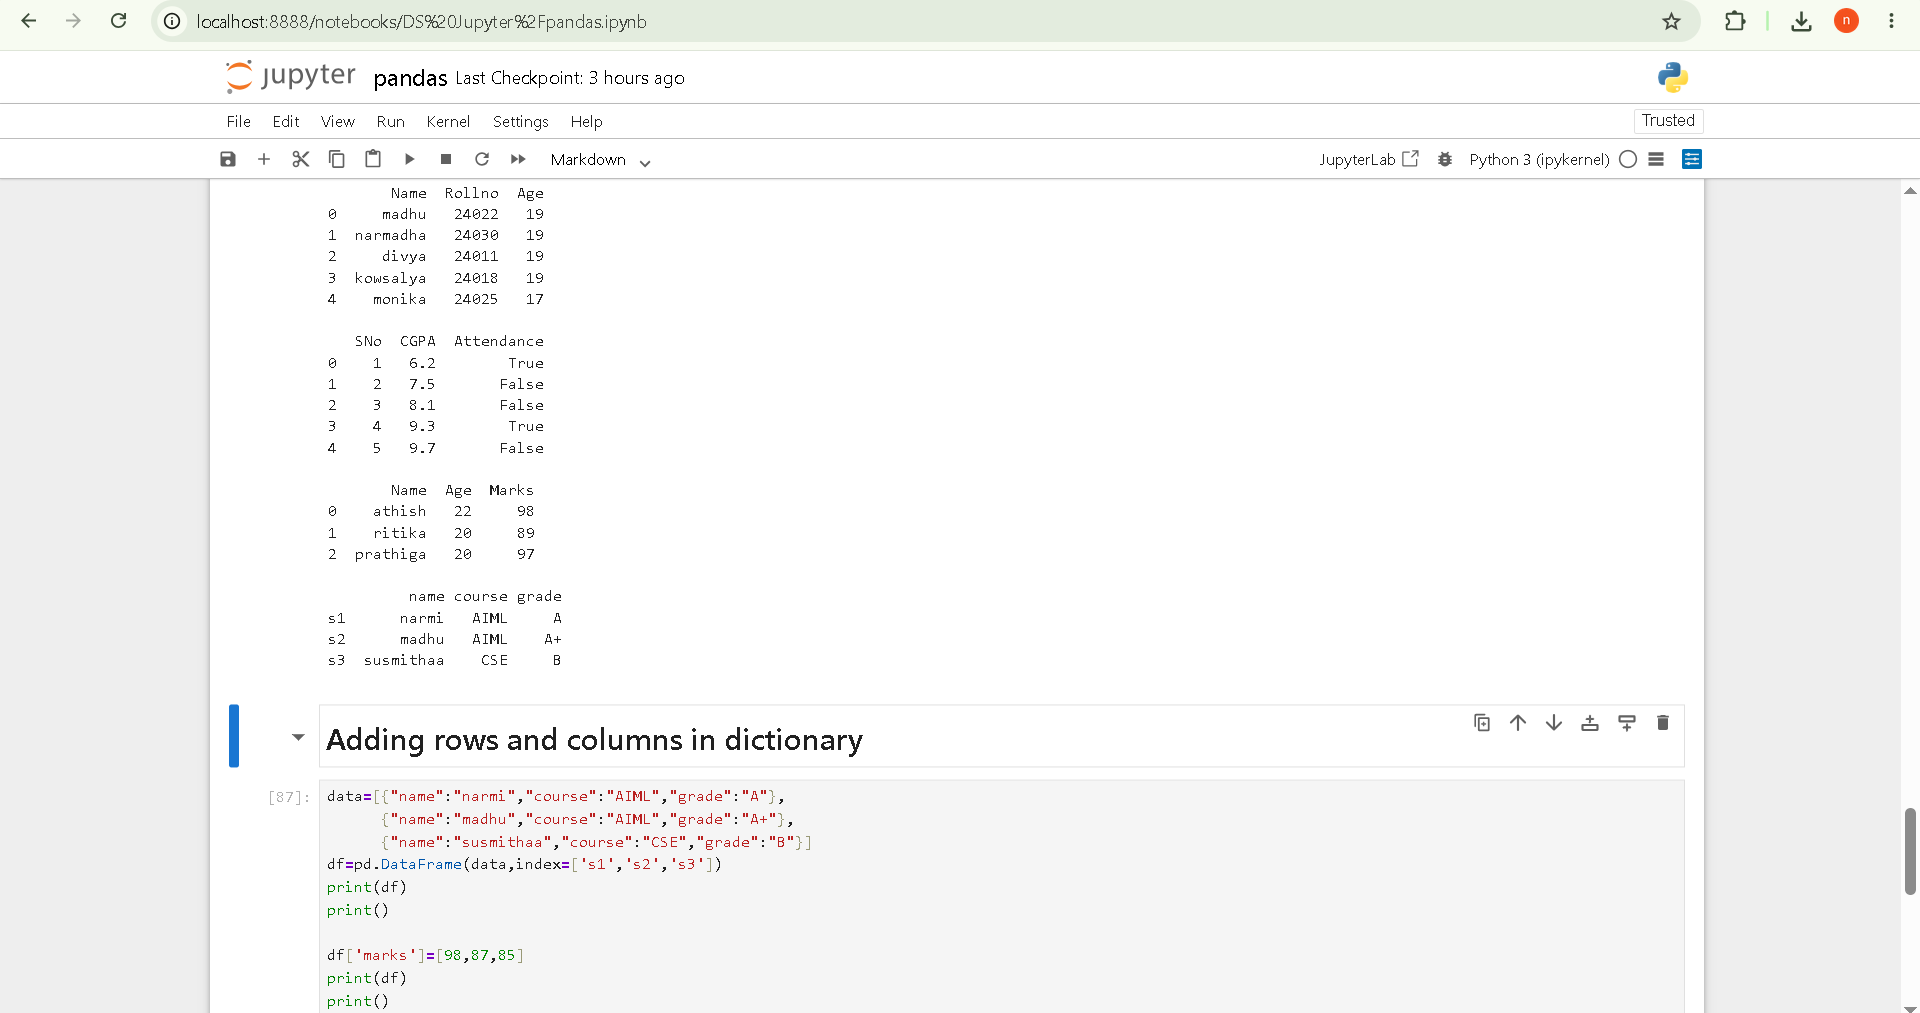 localhost:8888/notebooks/DS%20Jupyter%2Fpandas.ipynb
n
jupyter pandas Last Checkpoint: 3 hours ago
File Edit View Run Kernel Settings Help
Trusted
Markdown
JupyterLab
Python 3 (ipykernel)
Name Rollno Age
0 madhu 24022 19
1 narmadha 24030 19
2 divya 24011 19
3 kowsalya 24018 19
4 monika 24025 17
SNo CGPA Attendance
0 1 6.2 True
1 2 7.5 False
2 3 8.1 False
3 4 9.3 True
4 5 9.7 False
Name Age Marks
0 athish 22 98
1 ritika 20 89
2 prathiga 20 97
name course grade
s1 narmi AIML A
s2 madhu AIML A+
s3 susmithaa CSE B
Adding rows and columns in dictionary
[87]:
data=[{"name":"narmi","course":"AIML","grade":"A"},
{"name":"madhu","course":"AIML","grade":"A+"},
{"name":"susmithaa","course":"CSE","grade":"B"}]
df=pd.DataFrame(data,index=['s1','s2','s3'])
print(df)
print()
df['marks']=[98,87,85]
print(df)
print()